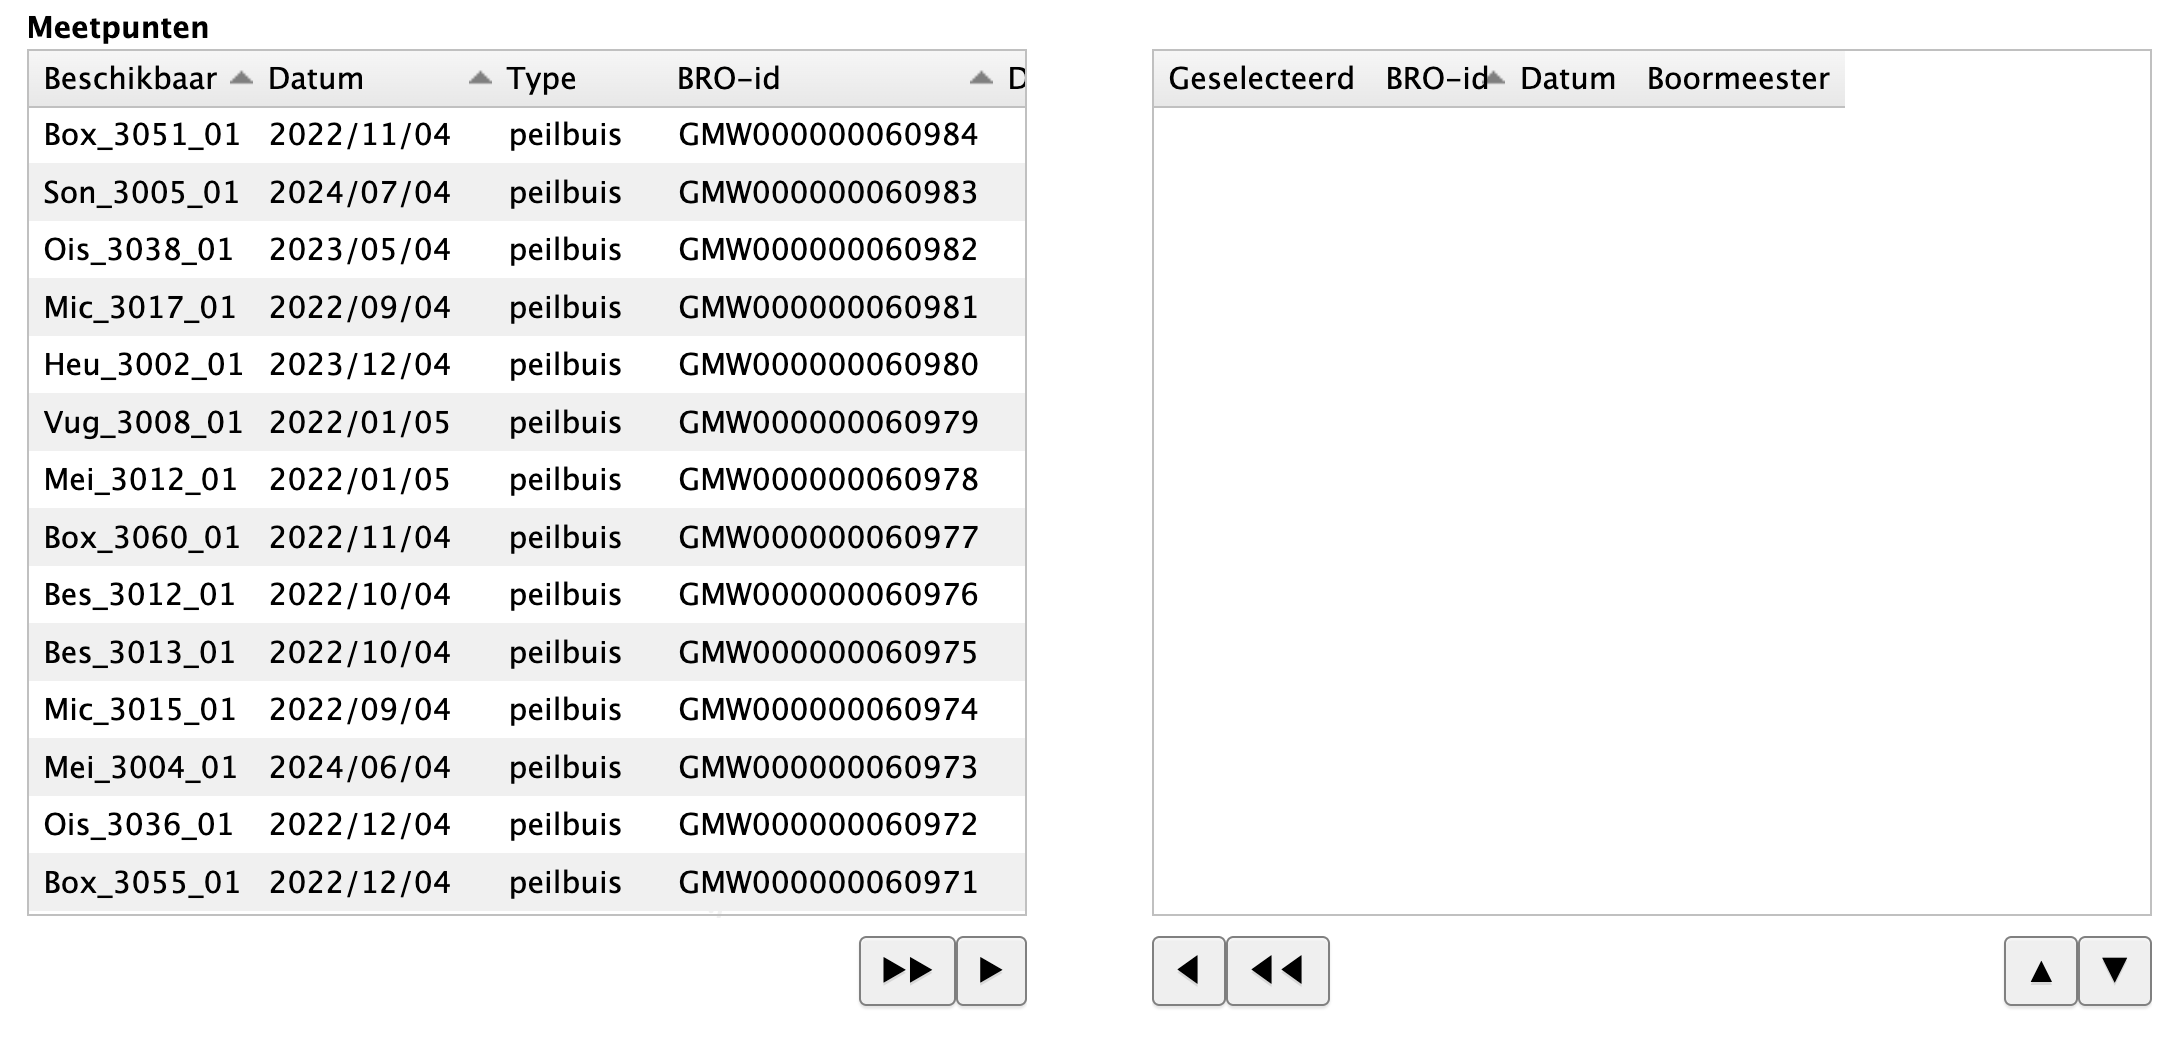 Meetpunten
Beschikbaar Datum Type BRO-id D
Box_3051_01 2022/11/04 peilbuis GMW000000060984
Son_3005_01 2024/07/04 peilbuis GMW000000060983
Ois_3038_01 2023/05/04 peilbuis GMW000000060982
Mic_3017_01 2022/09/04 peilbuis GMW000000060981
Heu_3002_01 2023/12/04 peilbuis GMW000000060980
Vug_3008_01 2022/01/05 peilbuis GMW000000060979
Mei_3012_01 2022/01/05 peilbuis GMW000000060978
Box_3060_01 2022/11/04 peilbuis GMW000000060977
Bes_3012_01 2022/10/04 peilbuis GMW000000060976
Bes_3013_01 2022/10/04 peilbuis GMW000000060975
Mic_3015_01 2022/09/04 peilbuis GMW000000060974
Mei_3004_01 2024/06/04 peilbuis GMW000000060973
Ois_3036_01 2022/12/04 peilbuis GMW000000060972
Box_3055_01 2022/12/04 peilbuis GMW000000060971
Geselecteerd BRO-id Datum Boormeester